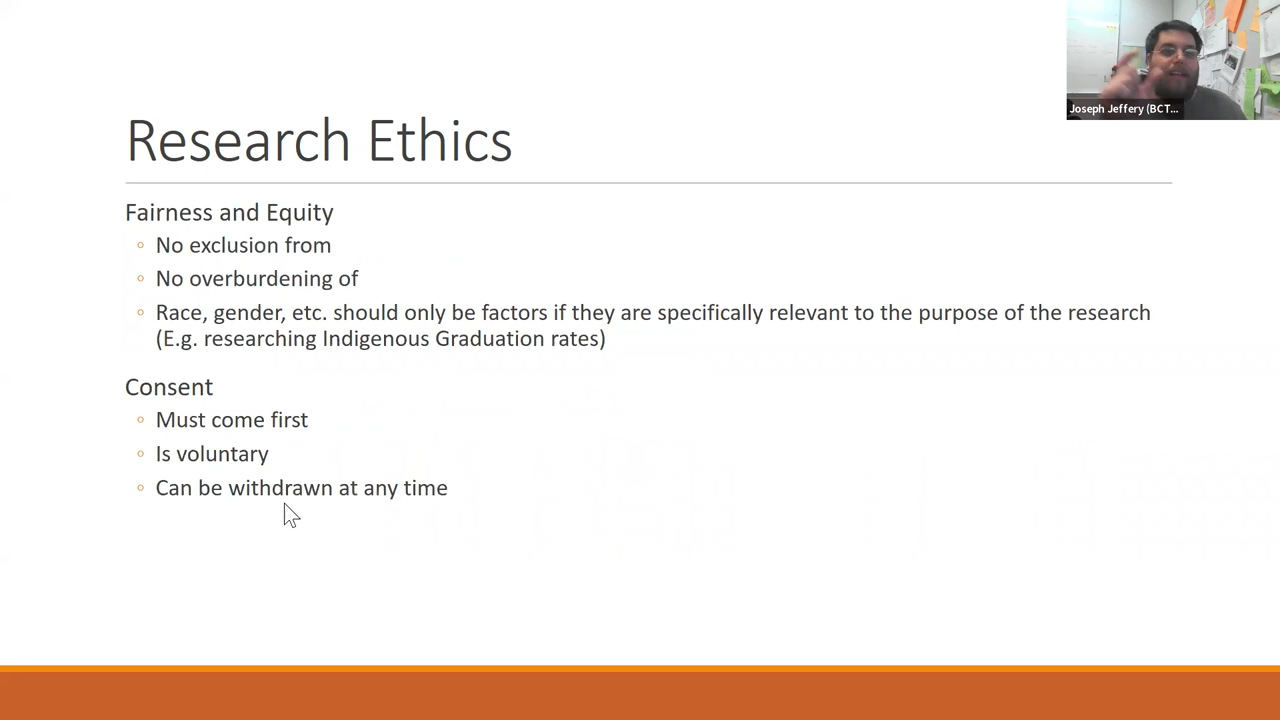 Joseph Jeffery (BCT...
Research Ethics
Fairness and Equity
◦ No exclusion from
◦ No overburdening of
◦ Race, gender, etc. should only be factors if they are specifically relevant to the purpose of the research
(E.g. researching Indigenous Graduation rates)
Consent
◦ Must come first
◦ Is voluntary
◦ Can be withdrawn at any time